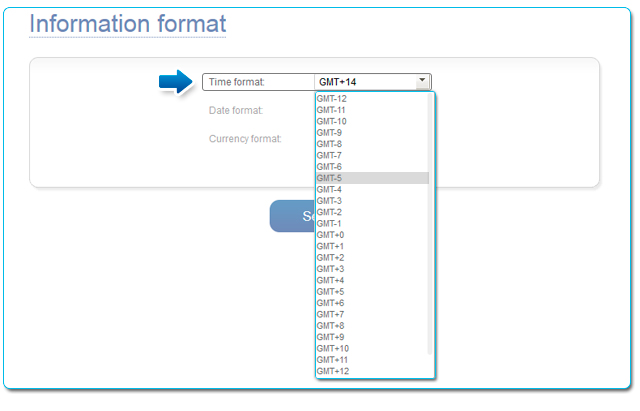 Information format
Time format: GMT+14
Date format:
Currency format:
GMT-12
GMT-11
GMT-10
GMT-9
GMT-8
GMT-7
GMT-6
GMT-5
GMT-4
GMT-3
GMT-2
GMT-1
GMT+0
GMT+1
GMT+2
GMT+3
GMT+4
GMT+5
GMT+6
GMT+7
GMT+8
GMT+9
GMT+10
GMT+11
GMT+12